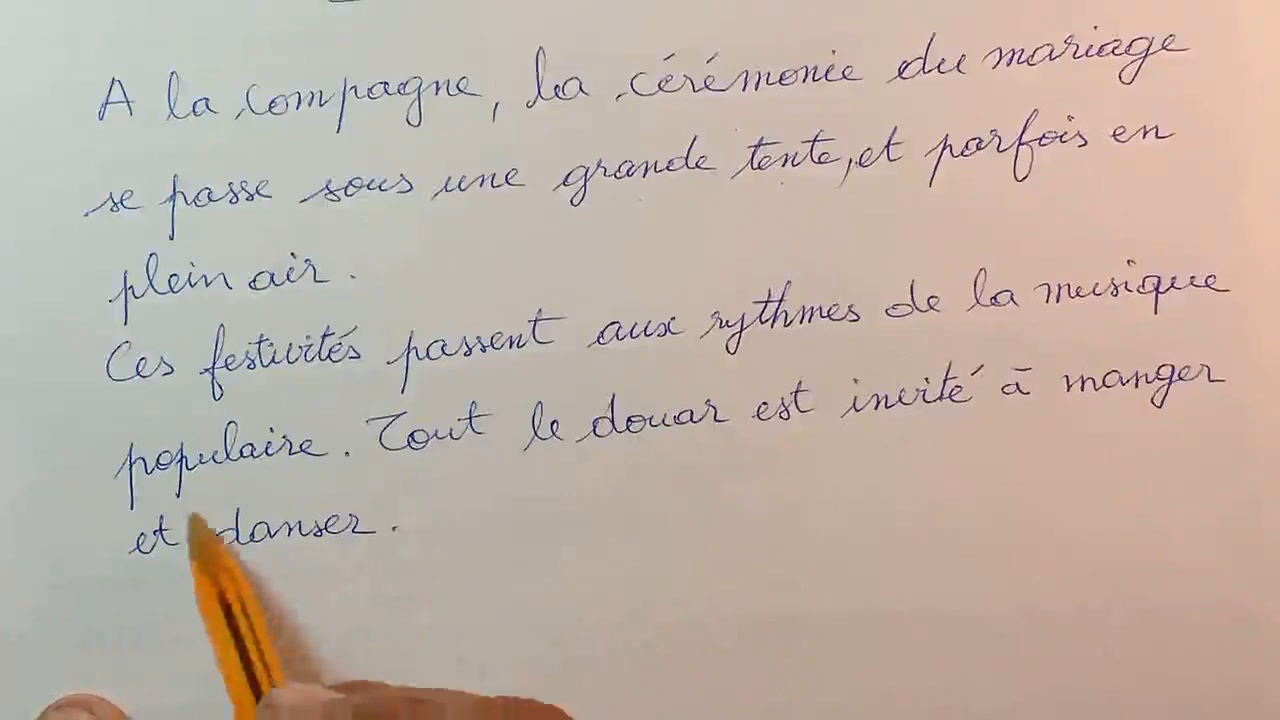 A la compagne, la cérémonie du mariage
se passe sous une grande tente, et parfois en
plein air.
Ces festivités passent aux rythmes de la musique
populaire. Tout le douar est invité à manger
et danser.